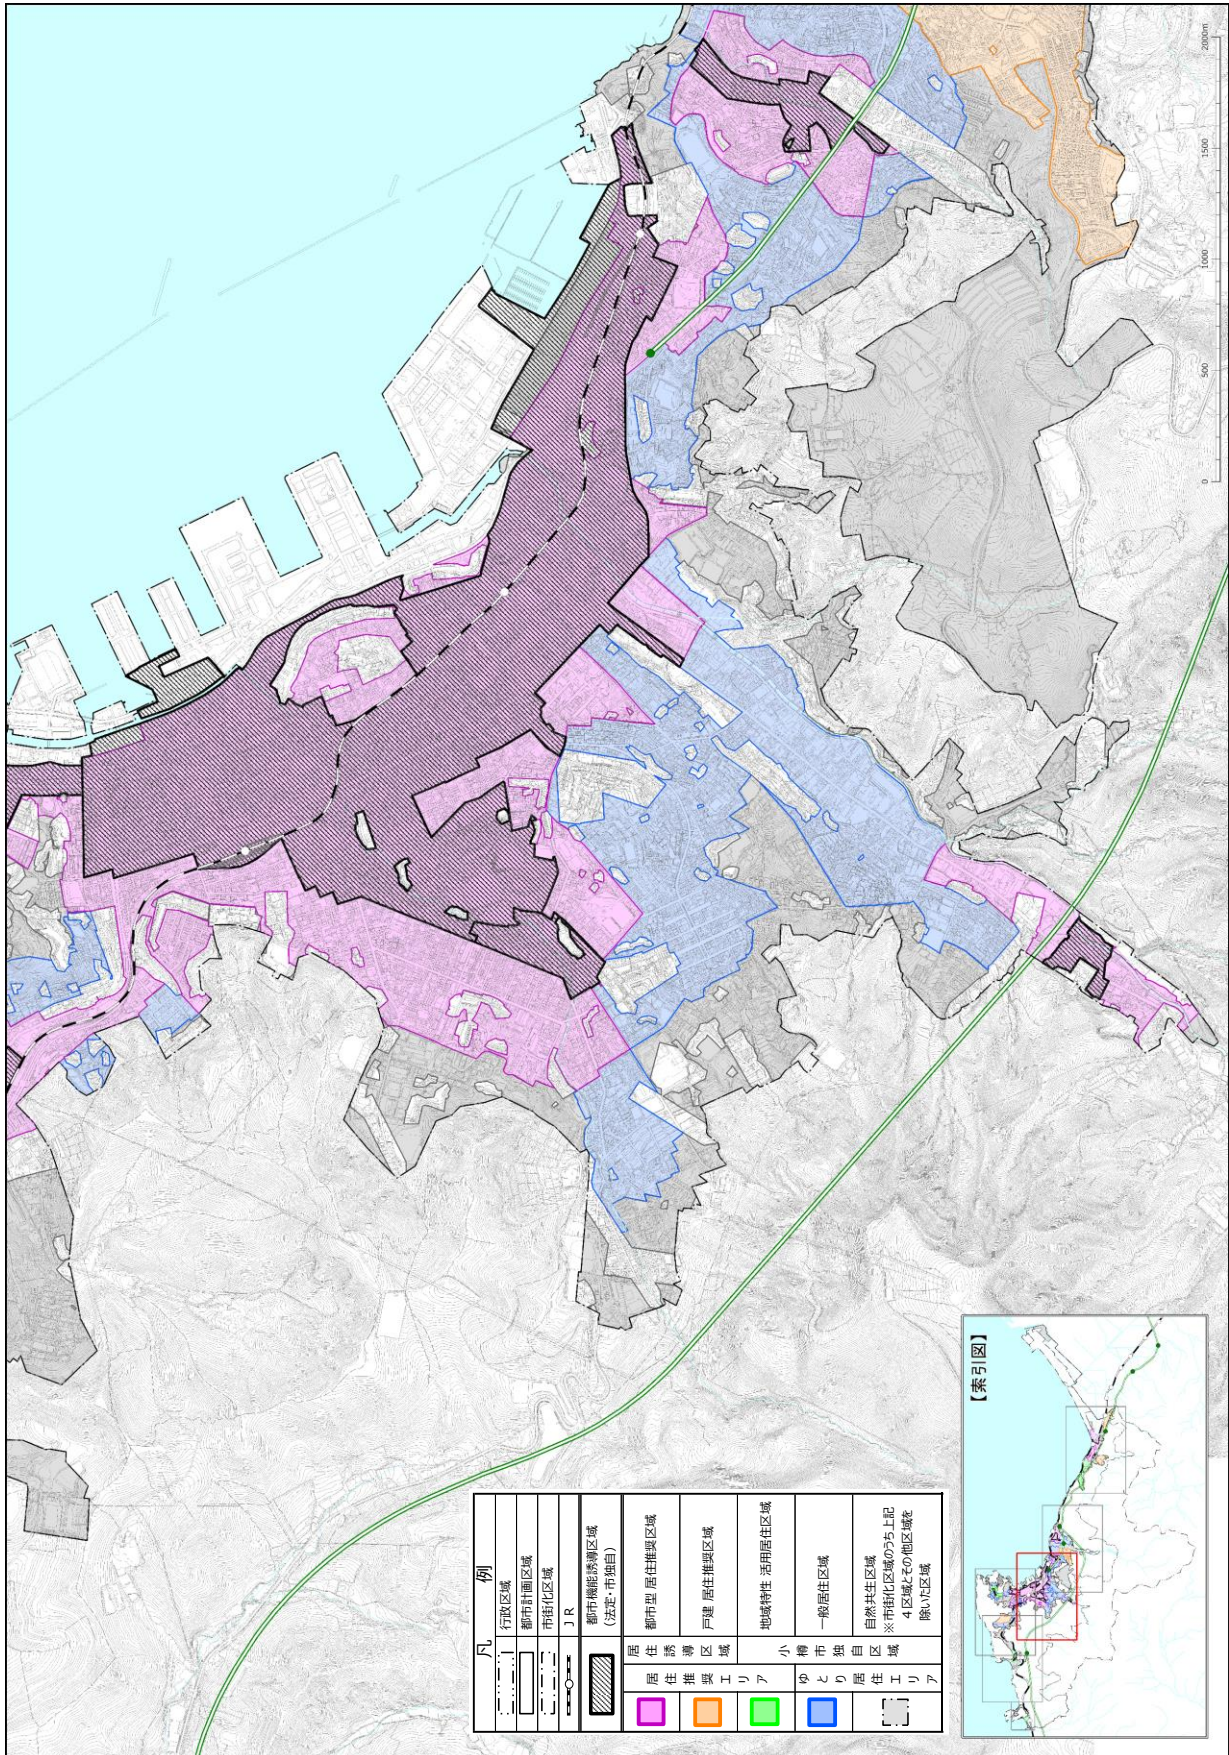 凡　例
行政区域
都市計画区域
市街化区域
ＪＲ
都市機能誘導区域
（法定・市独自）
居住誘導区域
居住推奨エリア
都市型 居住推奨区域
戸建 居住推奨区域
地域特性 活用居住区域
小樽市独自区域
ゆとり居住エリア
一般居住区域
自然共生区域
※市街化区域のうち上記
４区域とその他区域を
除いた区域
【索引図】
0
500
1000
1500
2000m